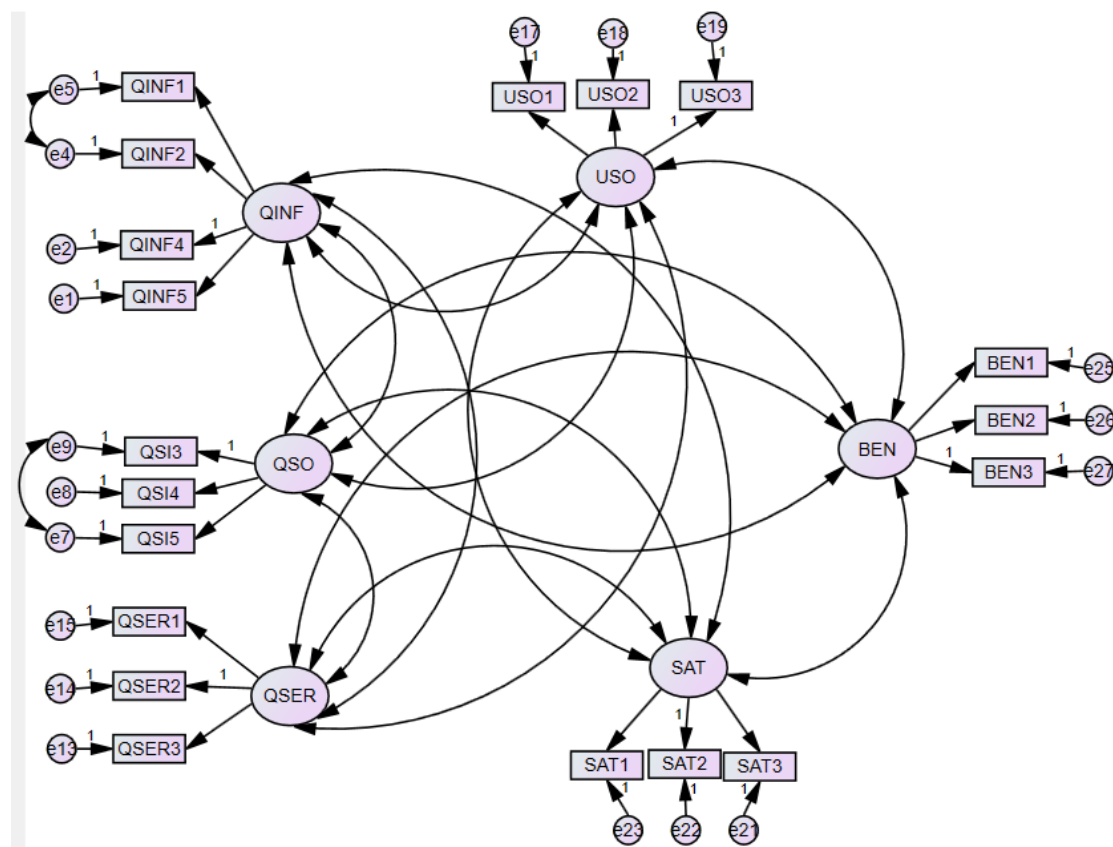 e17
e18
e19
1
1
1
USO1
USO2
USO3
1
USO
e5
1
QINF1
e4
1
QINF2
QINF
e2
1
QINF4
1
e1
1
QINF5
e9
1
QSI3
1
e8
1
QSI4
QSO
e7
1
QSI5
BEN1
1
e25
BEN2
1
e26
BEN
1
BEN3
1
e27
e15
1
QSER1
e14
1
QSER2
1
QSER
e13
1
QSER3
SAT
1
SAT1
SAT2
SAT3
1
1
1
e23
e22
e21